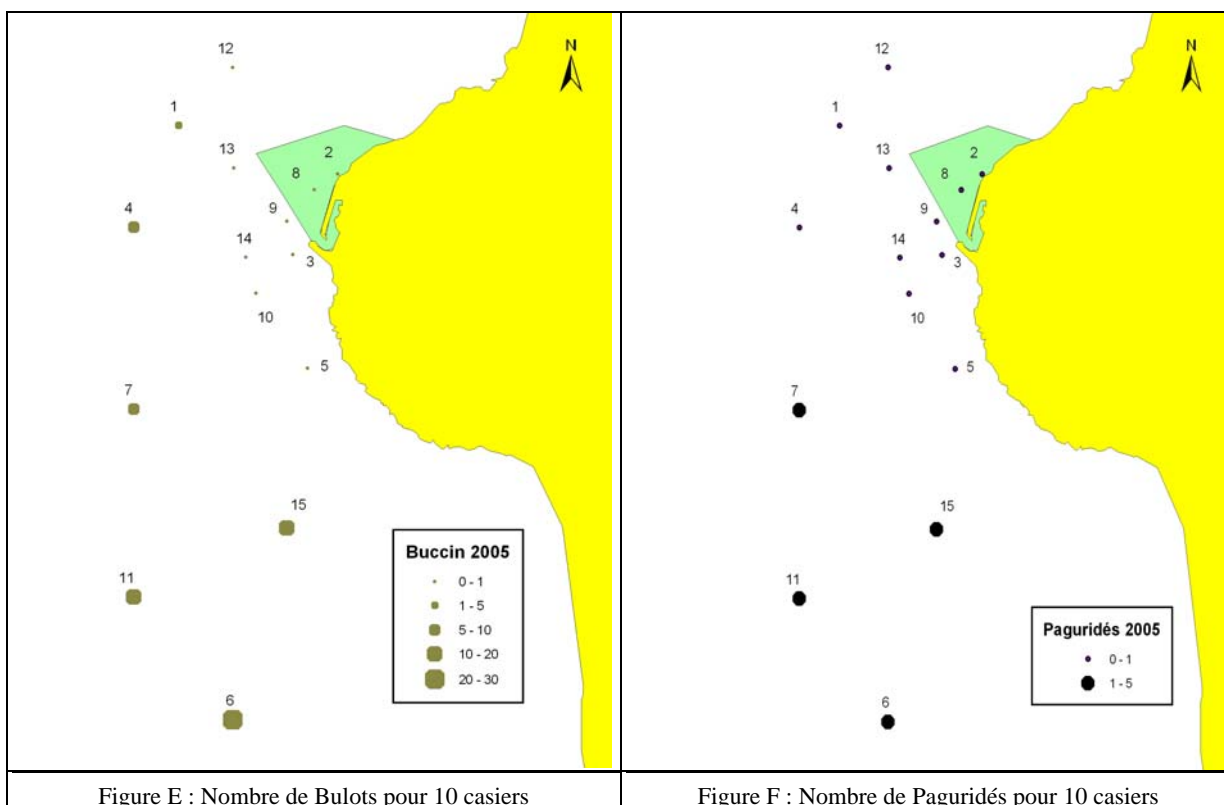 12
N
1
13
2
8
4
9
14
3
10
5
7
15
11
6
Buccin 2005
0 - 1
1 - 5
5 - 10
10 - 20
20 - 30
Figure E : Nombre de Bulots pour 10 casiers
12
N
1
13
2
8
4
9
14
3
10
5
7
15
11
6
Paguridés 2005
0 - 1
1 - 5
Figure F : Nombre de Paguridés pour 10 casiers